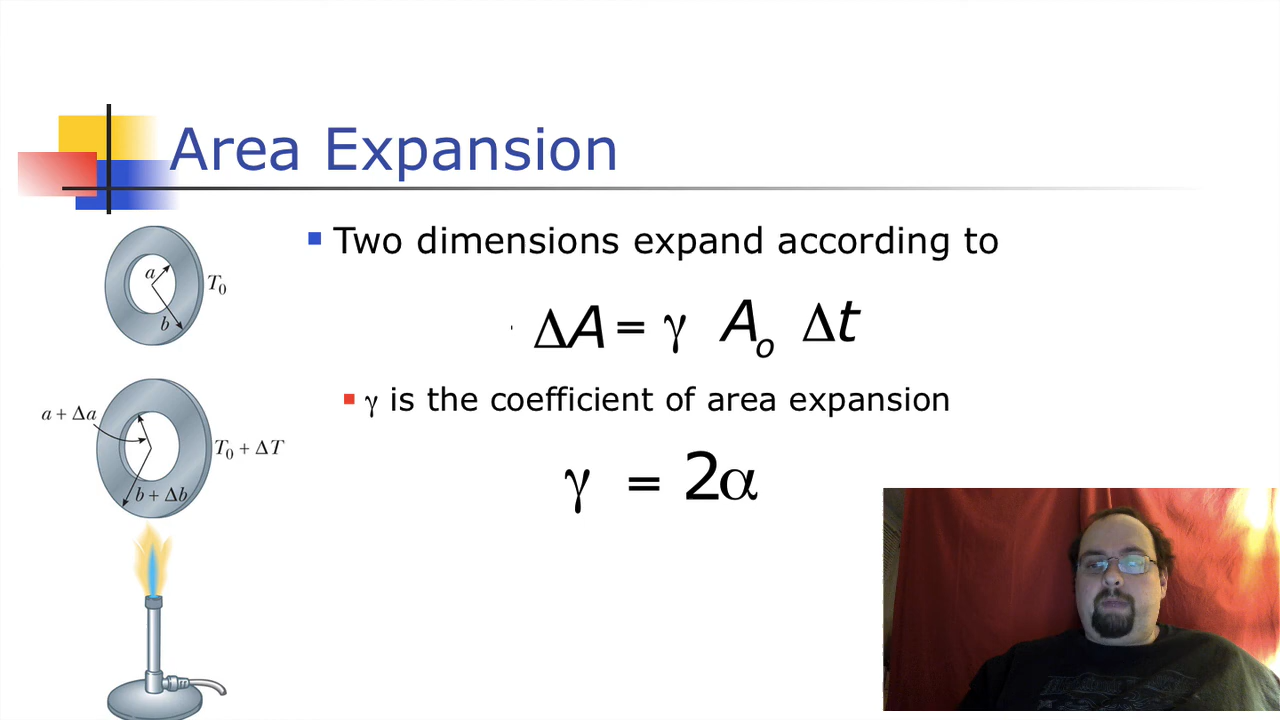 Area Expansion
Two dimensions expand according to
ΔA = γ Aₒ Δt
γ is the coefficient of area expansion
γ = 2α
a
T₀
b
a + Δa
T₀ + ΔT
b + Δb